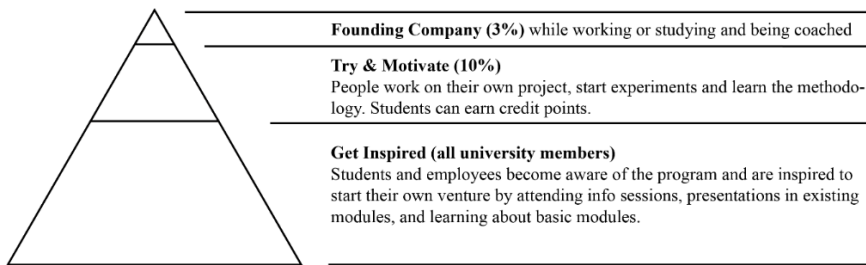 Founding Company (3%) while working or studying and being coached
Try & Motivate (10%)
People work on their own project, start experiments and learn the methodo-
logy. Students can earn credit points.
Get Inspired (all university members)
Students and employees become aware of the program and are inspired to
start their own venture by attending info sessions, presentations in existing
modules, and learning about basic modules.